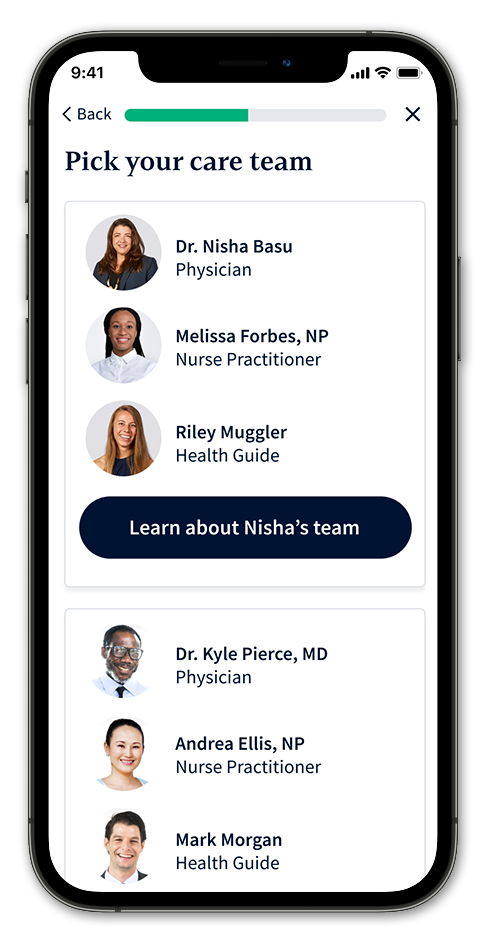 9:41
Back
Pick your care team
Dr. Nisha Basu
Physician
Melissa Forbes, NP
Nurse Practitioner
Riley Muggler
Health Guide
Learn about Nisha’s team
Dr. Kyle Pierce, MD
Physician
Andrea Ellis, NP
Nurse Practitioner
Mark Morgan
Health Guide